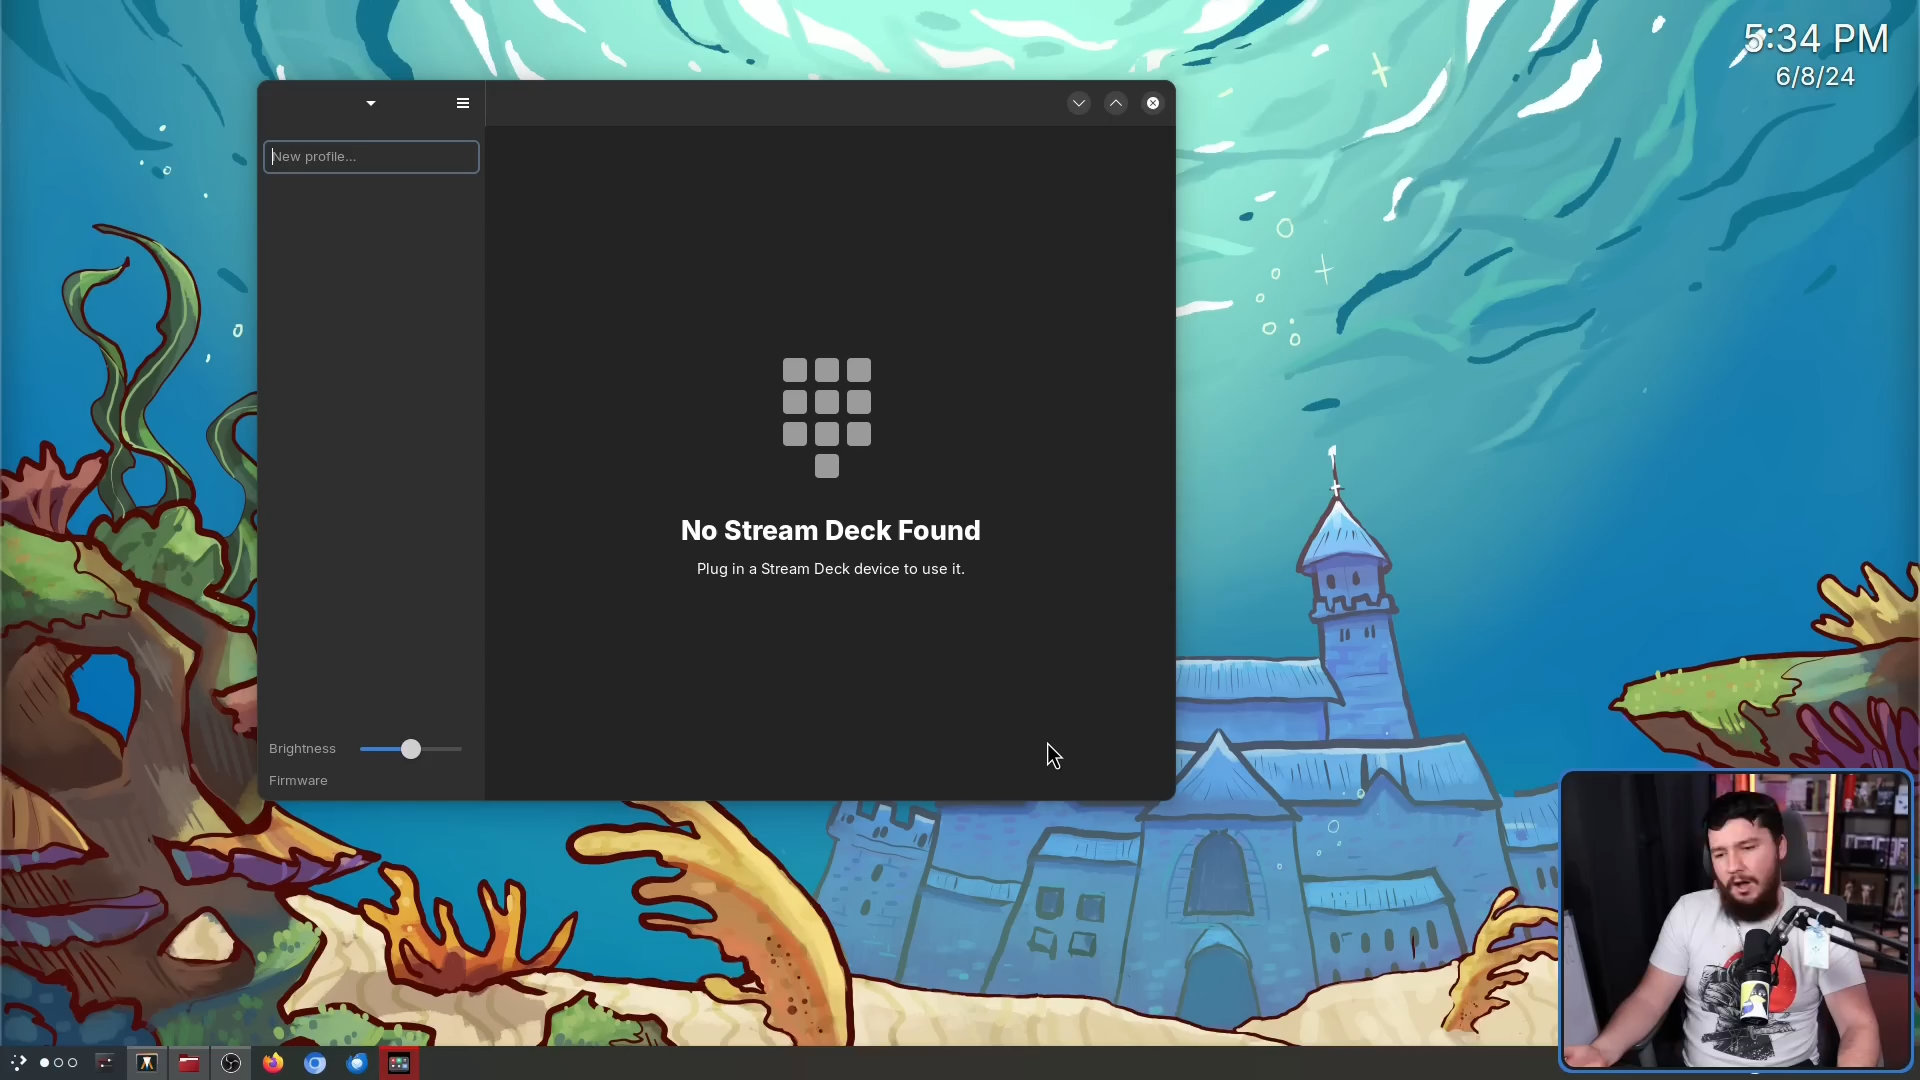 5:34 PM
6/8/24
New profile...
No Stream Deck Found
Plug in a Stream Deck device to use it.
Brightness
Firmware